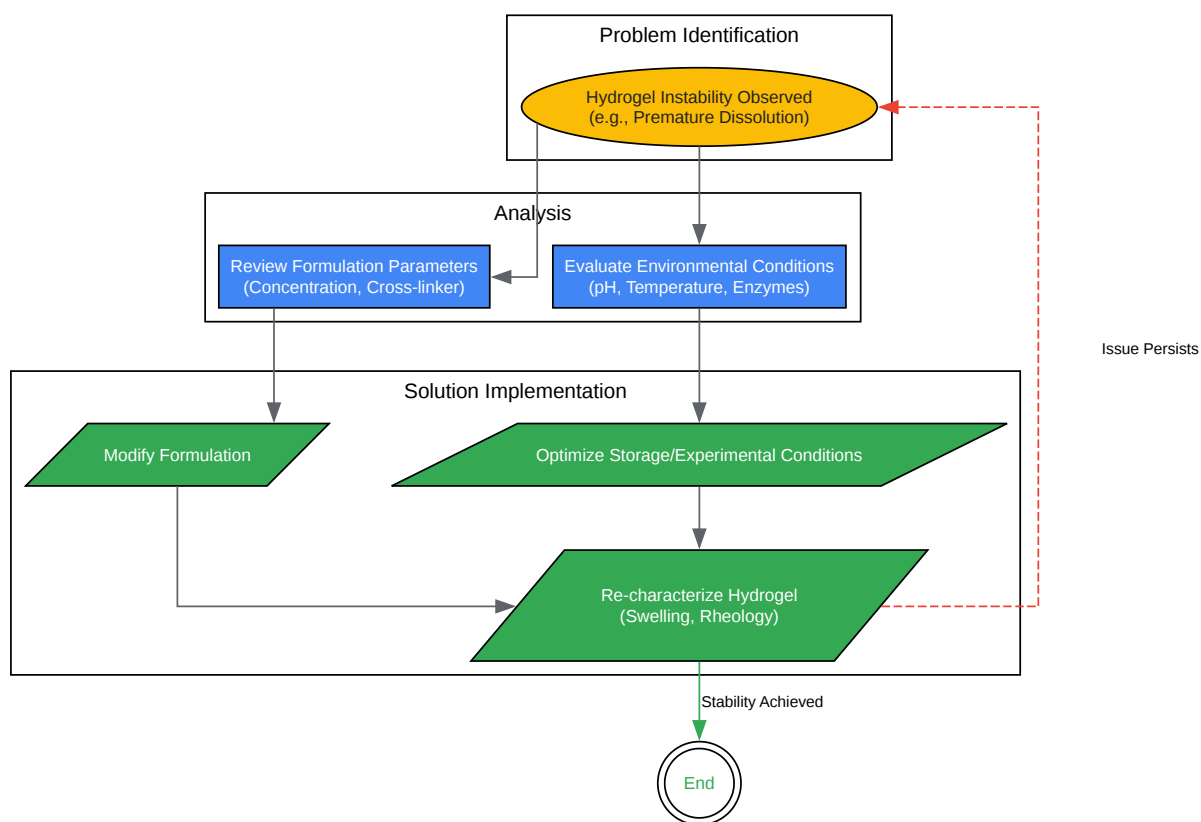 Problem Identification
Hydrogel Instability Observed
(e.g., Premature Dissolution)
Analysis
Review Formulation Parameters
(Concentration, Cross-linker)
Evaluate Environmental Conditions
(pH, Temperature, Enzymes)
Issue Persists
Solution Implementation
Modify Formulation
Optimize Storage/Experimental Conditions
Re-characterize Hydrogel
(Swelling, Rheology)
Stability Achieved
End